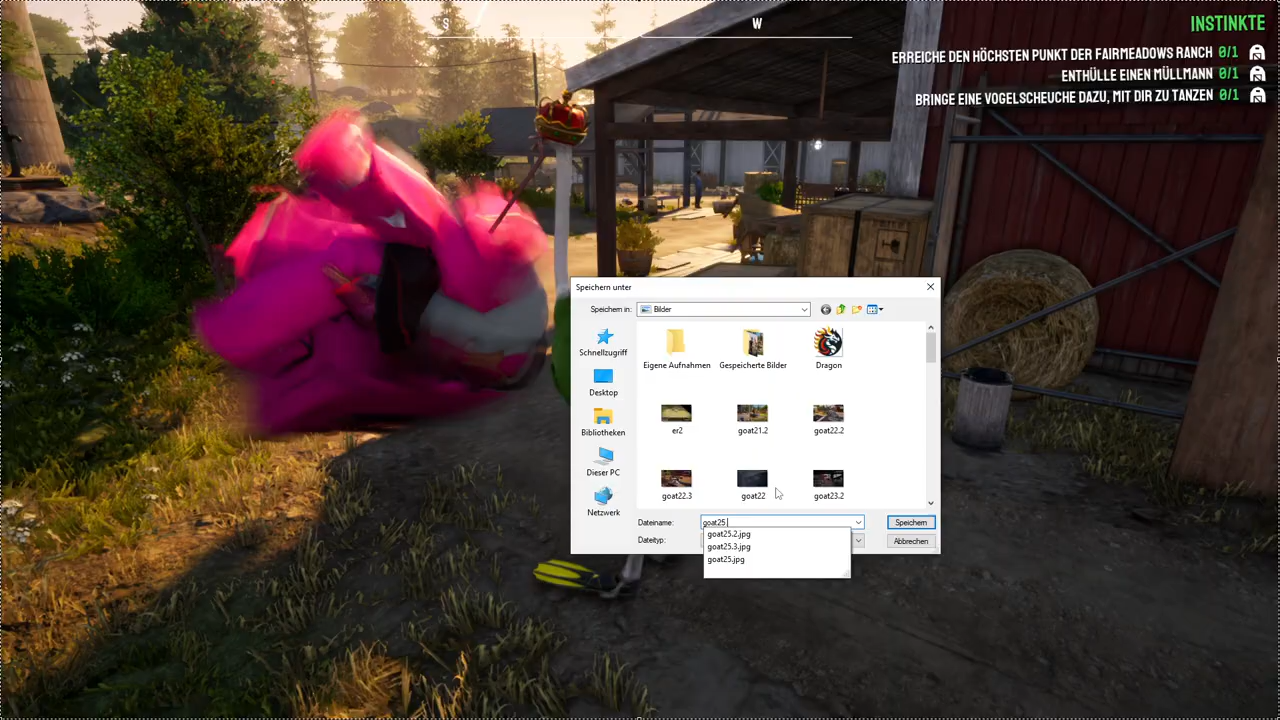 S
W
INSTINKTE
ERREICHE DEN HÖCHSTEN PUNKT DER FAIRMEADOWS RANCH 0/1
ENTHÜLLE EINEN MÜLLMANN 0/1
BRINGE EINE VOGELSCHEUCHE DAZU, MIT DIR ZU TANZEN 0/1
Speichern unter
Speichern in:
Bilder
Schnellzugriff
Desktop
Bibliotheken
Dieser PC
Netzwerk
Eigene Aufnahmen
Gespeicherte Bilder
Dragon
er2
goat21.2
goat22.2
goat22.3
goat22
goat23.2
Dateiname:
goat25
Speichern
Dateityp:
Abbrechen
goat25.2.jpg
goat25.3.jpg
goat25.jpg